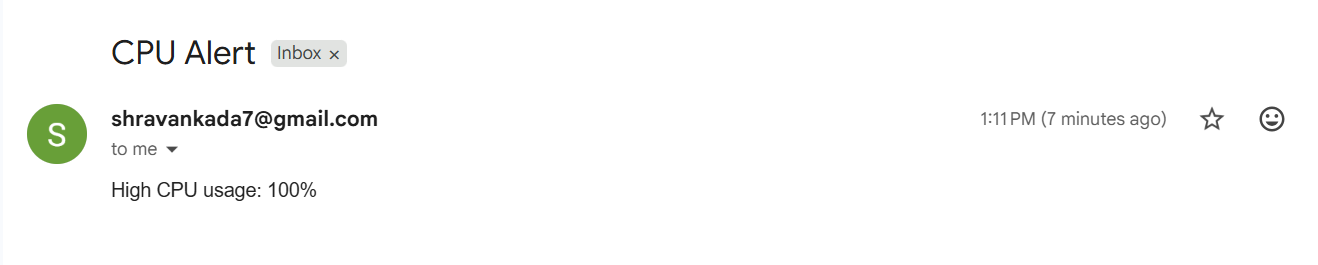 CPU Alert Inbox ×
S
shravankada7@gmail.com 1:11 PM (7 minutes ago)
to me
High CPU usage: 100%